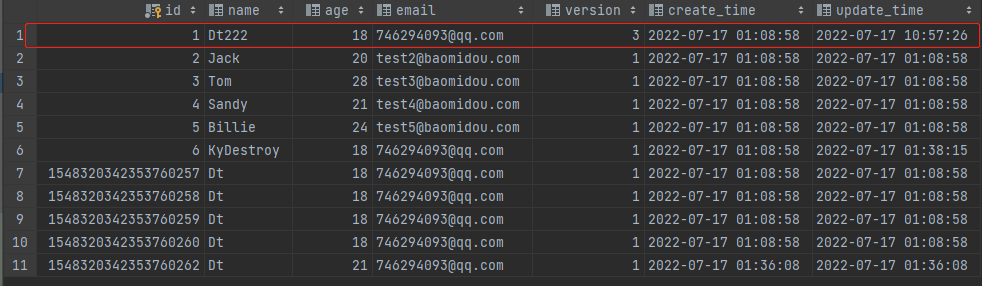 id name age email version create_time update_time
1 1 Dt222 18 746294093@qq.com 3 2022-07-17 01:08:58 2022-07-17 10:57:26
2 2 Jack 20 test2@baomidou.com 1 2022-07-17 01:08:58 2022-07-17 01:08:58
3 3 Tom 28 test3@baomidou.com 1 2022-07-17 01:08:58 2022-07-17 01:08:58
4 4 Sandy 21 test4@baomidou.com 1 2022-07-17 01:08:58 2022-07-17 01:08:58
5 5 Billie 24 test5@baomidou.com 1 2022-07-17 01:08:58 2022-07-17 01:08:58
6 6 KyDestroy 18 746294093@qq.com 1 2022-07-17 01:08:58 2022-07-17 01:38:15
7 1548320342353760257 Dt 18 746294093@qq.com 1 2022-07-17 01:08:58 2022-07-17 01:08:58
8 1548320342353760258 Dt 18 746294093@qq.com 1 2022-07-17 01:08:58 2022-07-17 01:08:58
9 1548320342353760259 Dt 18 746294093@qq.com 1 2022-07-17 01:08:58 2022-07-17 01:08:58
10 1548320342353760260 Dt 18 746294093@qq.com 1 2022-07-17 01:08:58 2022-07-17 01:08:58
11 1548320342353760262 Dt 21 746294093@qq.com 1 2022-07-17 01:36:08 2022-07-17 01:36:08